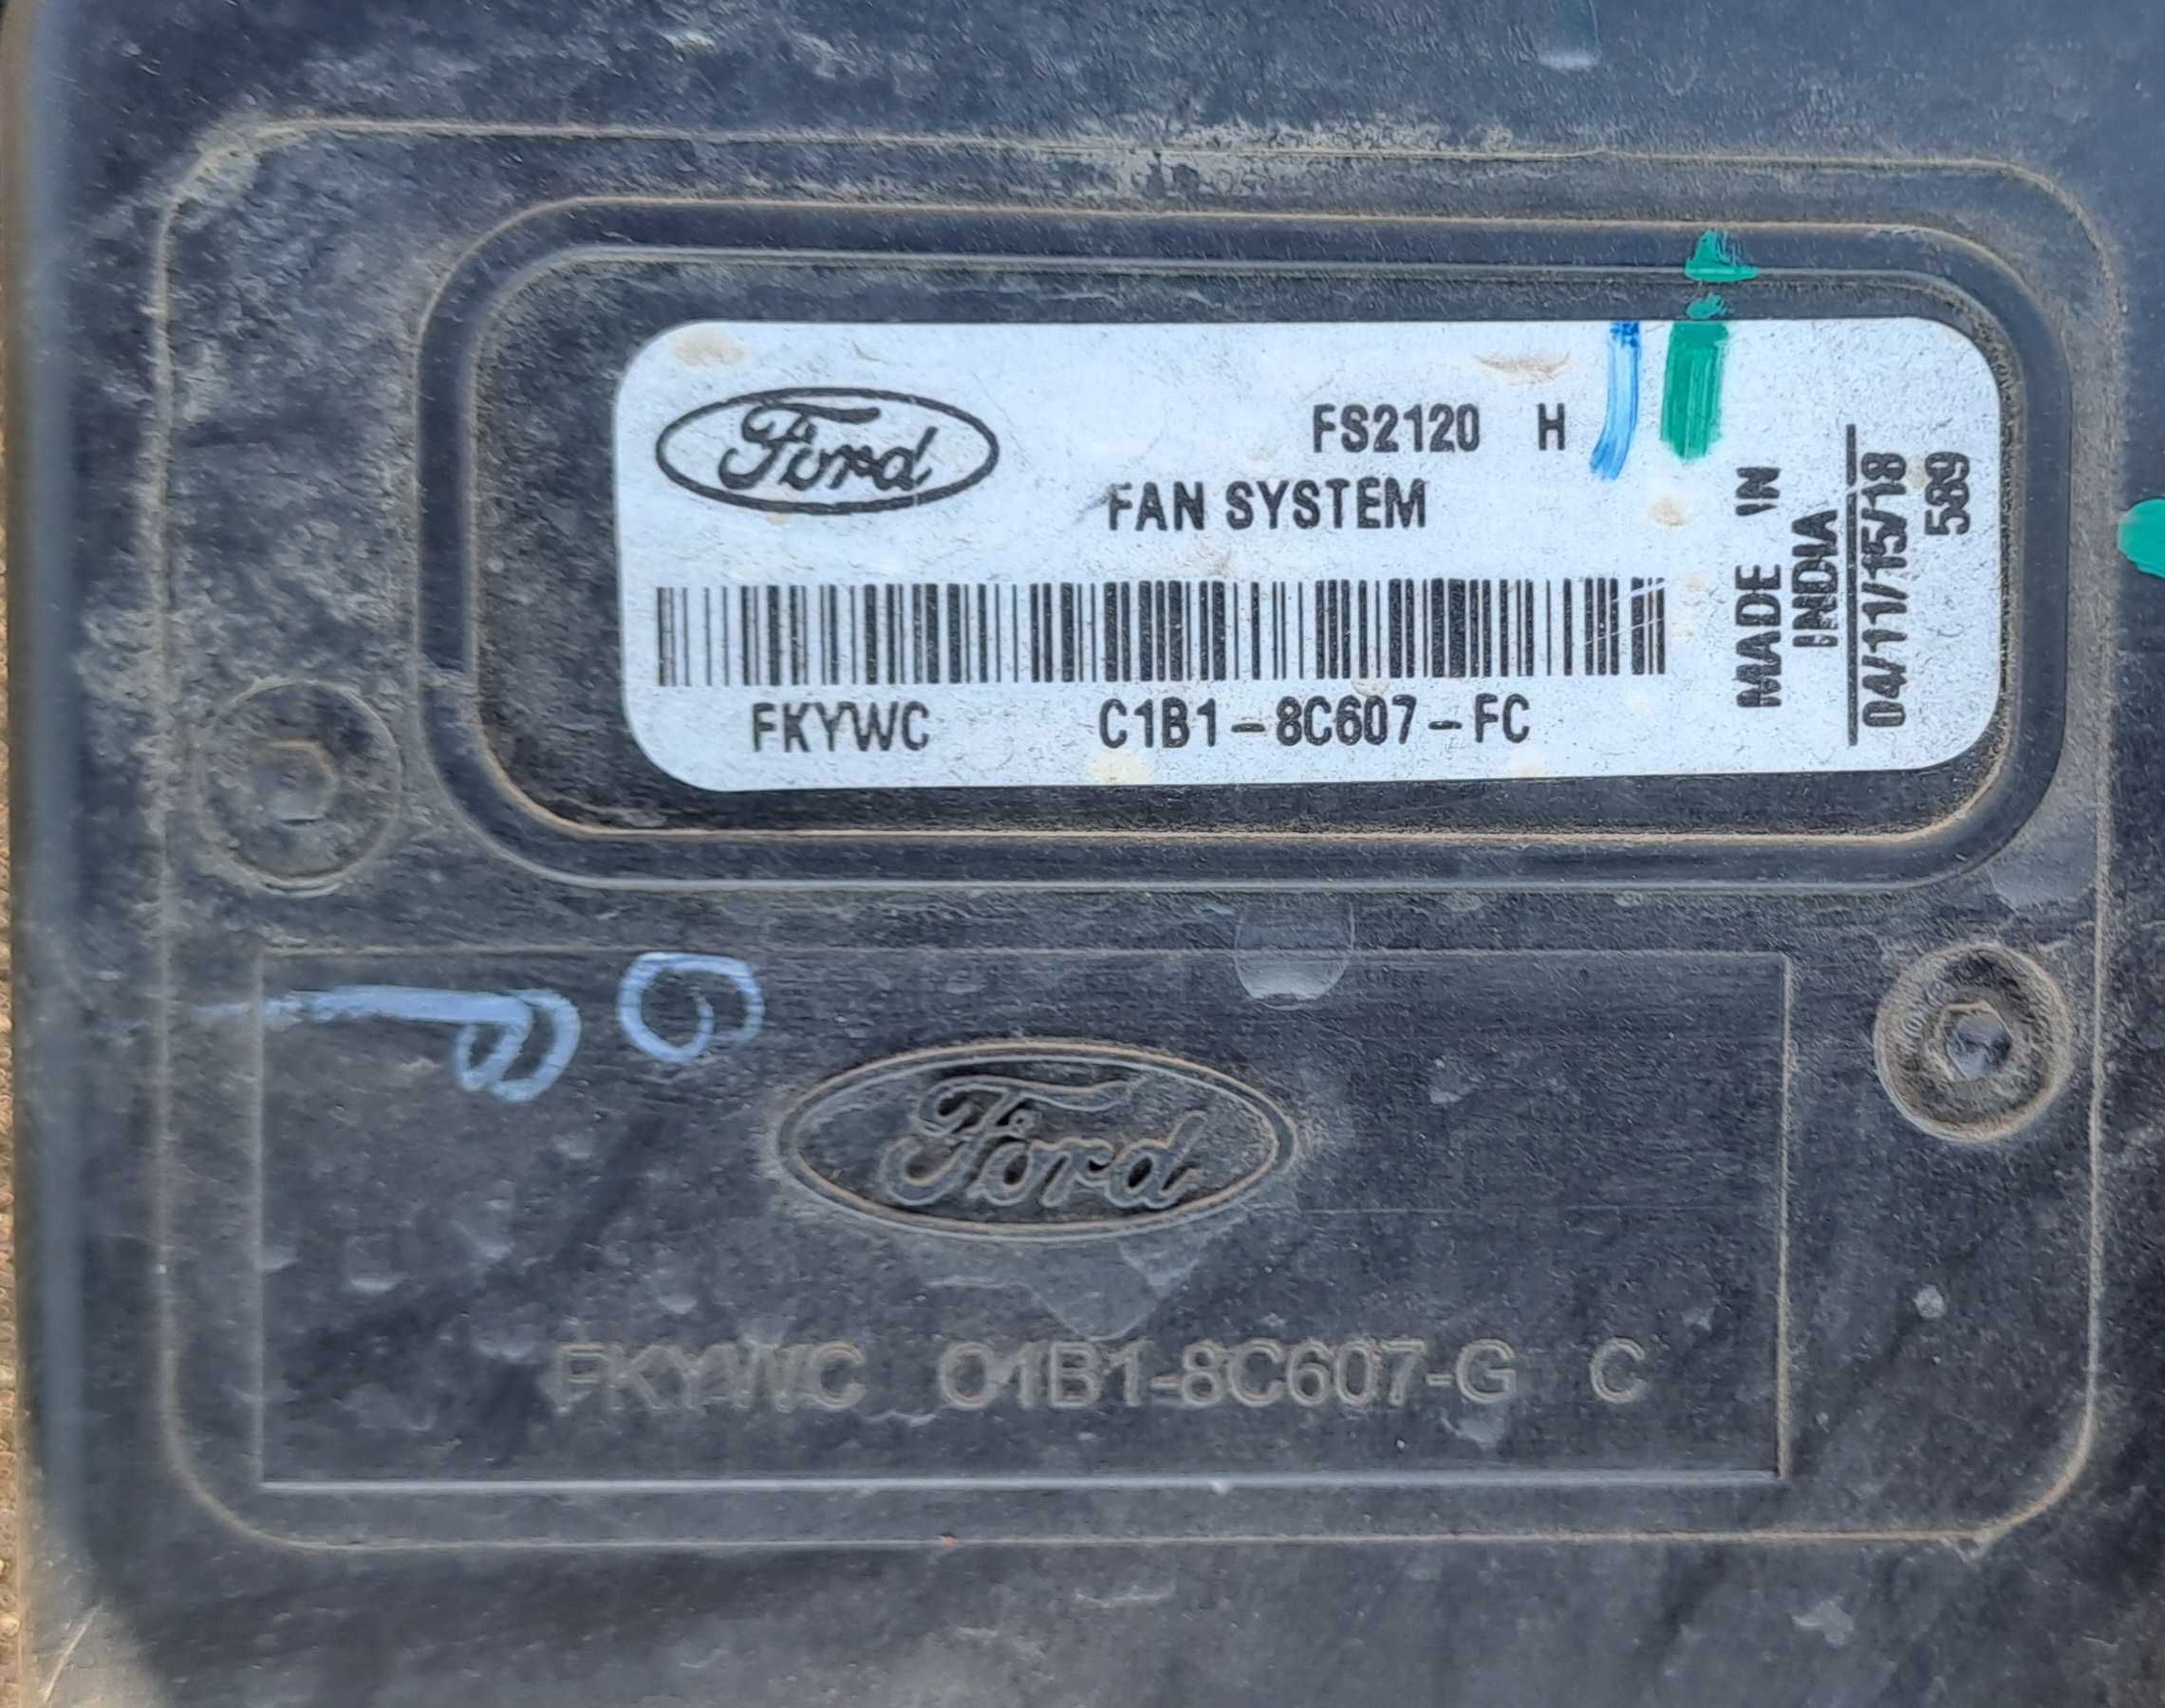 Ford
FS2120 H
FAN SYSTEM
FKYWC C1B1-8C607-FC
MADE IN
INDIA
04/11/15/18
589
Ford
FKYWC C1B1-8C607-G C